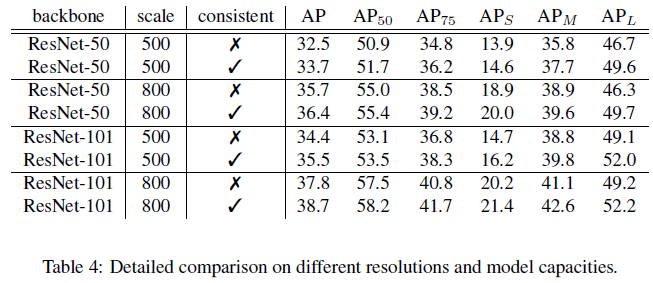 backbone scale consistent AP AP50 AP75 APS APM APL
ResNet-50 500 ✗ 32.5 50.9 34.8 13.9 35.8 46.7
ResNet-50 500 ✓ 33.7 51.7 36.2 14.6 37.7 49.6
ResNet-50 800 ✗ 35.7 55.0 38.5 18.9 38.9 46.3
ResNet-50 800 ✓ 36.4 55.4 39.2 20.0 39.6 49.7
ResNet-101 500 ✗ 34.4 53.1 36.8 14.7 38.8 49.1
ResNet-101 500 ✓ 35.5 53.5 38.3 16.2 39.8 52.0
ResNet-101 800 ✗ 37.8 57.5 40.8 20.2 41.1 49.2
ResNet-101 800 ✓ 38.7 58.2 41.7 21.4 42.6 52.2
Table 4: Detailed comparison on different resolutions and model capacities.